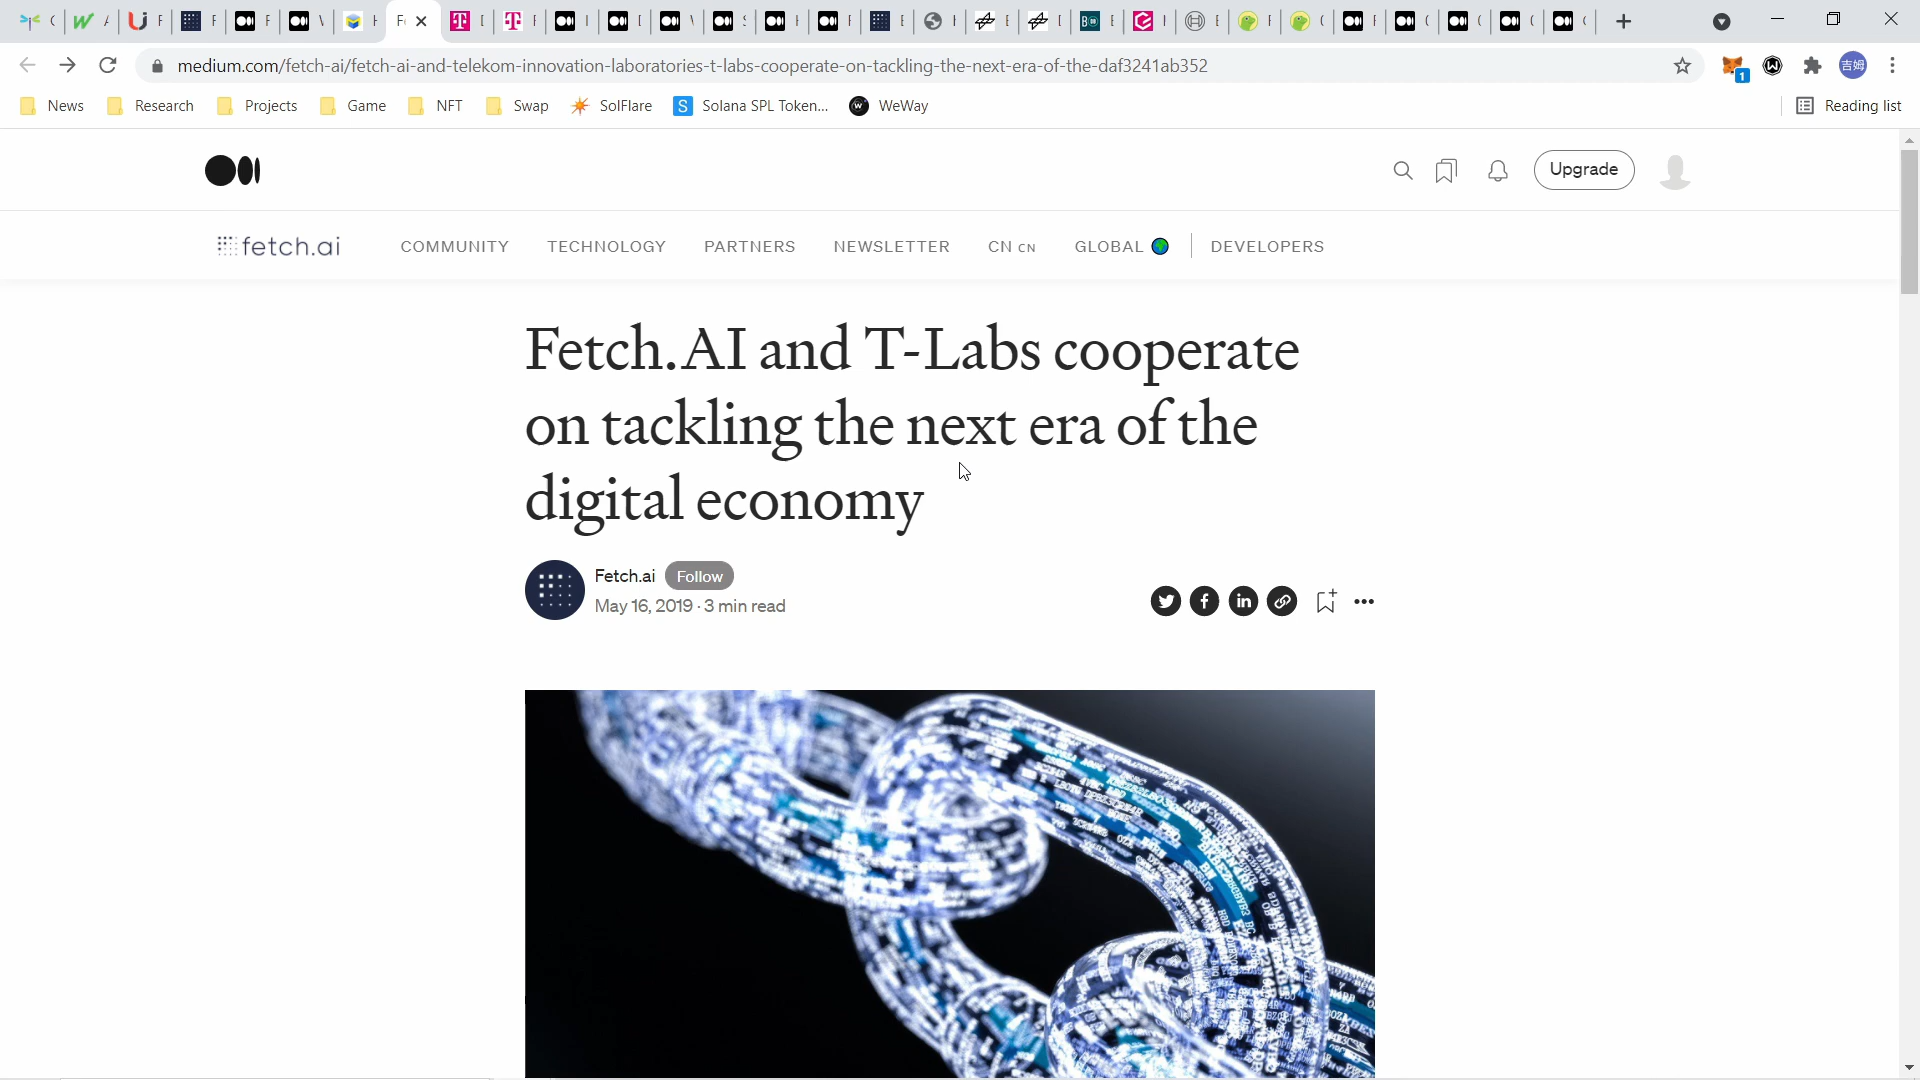 medium.com/fetch-ai/fetch-ai-and-telekom-innovation-laboratories-t-labs-cooperate-on-tackling-the-next-era-of-the-daf3241ab352
1
吉姆
News
Research
Projects
Game
NFT
Swap
SolFlare
Solana SPL Token...
WeWay
Reading list
Upgrade
fetch.ai
COMMUNITY
TECHNOLOGY
PARTNERS
NEWSLETTER
CN CN
GLOBAL
DEVELOPERS
Fetch.AI and T-Labs cooperate
on tackling the next era of the
digital economy
Fetch.ai Follow
May 16, 2019 · 3 min read